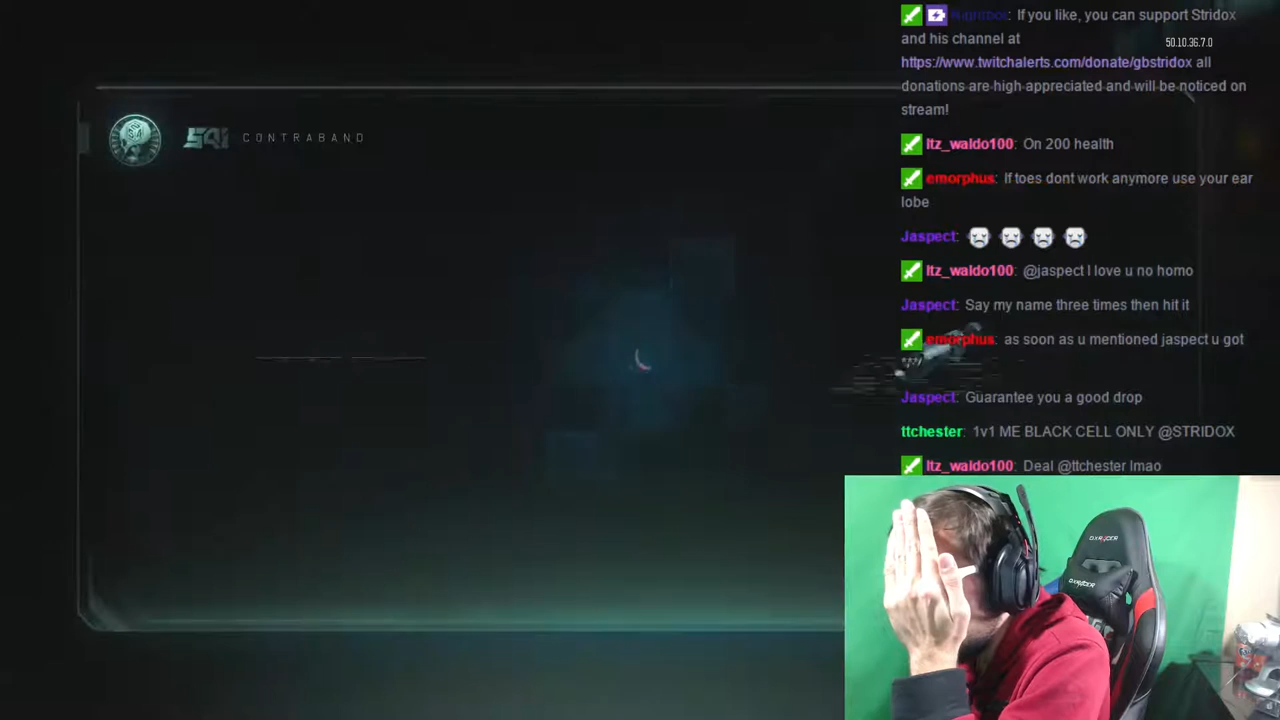 If you like, you can support Stridox
and his channel at
50.10.36.7.0
https://www.twitchalerts.com/donate/gbstridox all
donations are high appreciated and will be noticed on
stream!
CONTRABAND
Itz_waldo100: On 200 health
emorphus: If toes dont work anymore use your ear
lobe
Jaspect:
Itz_waldo100: @jaspect I love u no homo
Jaspect: Say my name three times then hit it
emorphus: as soon as u mentioned jaspect u got
Jaspect: Guarantee you a good drop
ttchester: 1v1 ME BLACK CELL ONLY @STRIDOX
Itz_waldo100: Deal @ttchester lmao
DXRACER
DXRACER